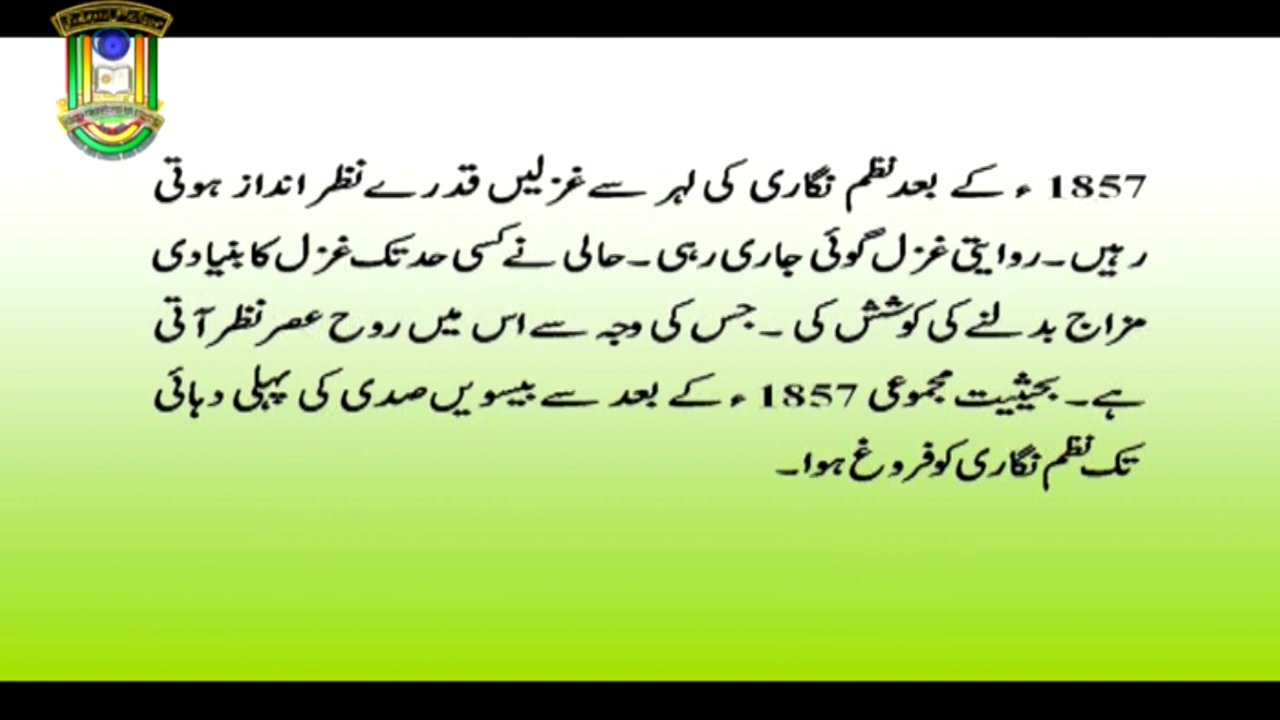 1857ء کے بعد نظم نگاری کی لہر سے غزلیں قدرے نظر انداز ہوتی
رہیں۔ روایتی غزل گوئی جاری رہی۔ حالی نے کسی حد تک غزل کا بنیادی
مزاج بدلنے کی کوشش کی ۔ جس کی وجہ سے اس میں روح عصر نظر آتی
ہے۔ بحیثیت مجموعی 1857ء کے بعد سے بیسویں صدی کی پہلی دہائی
تک نظم نگاری کو فروغ ہوا۔